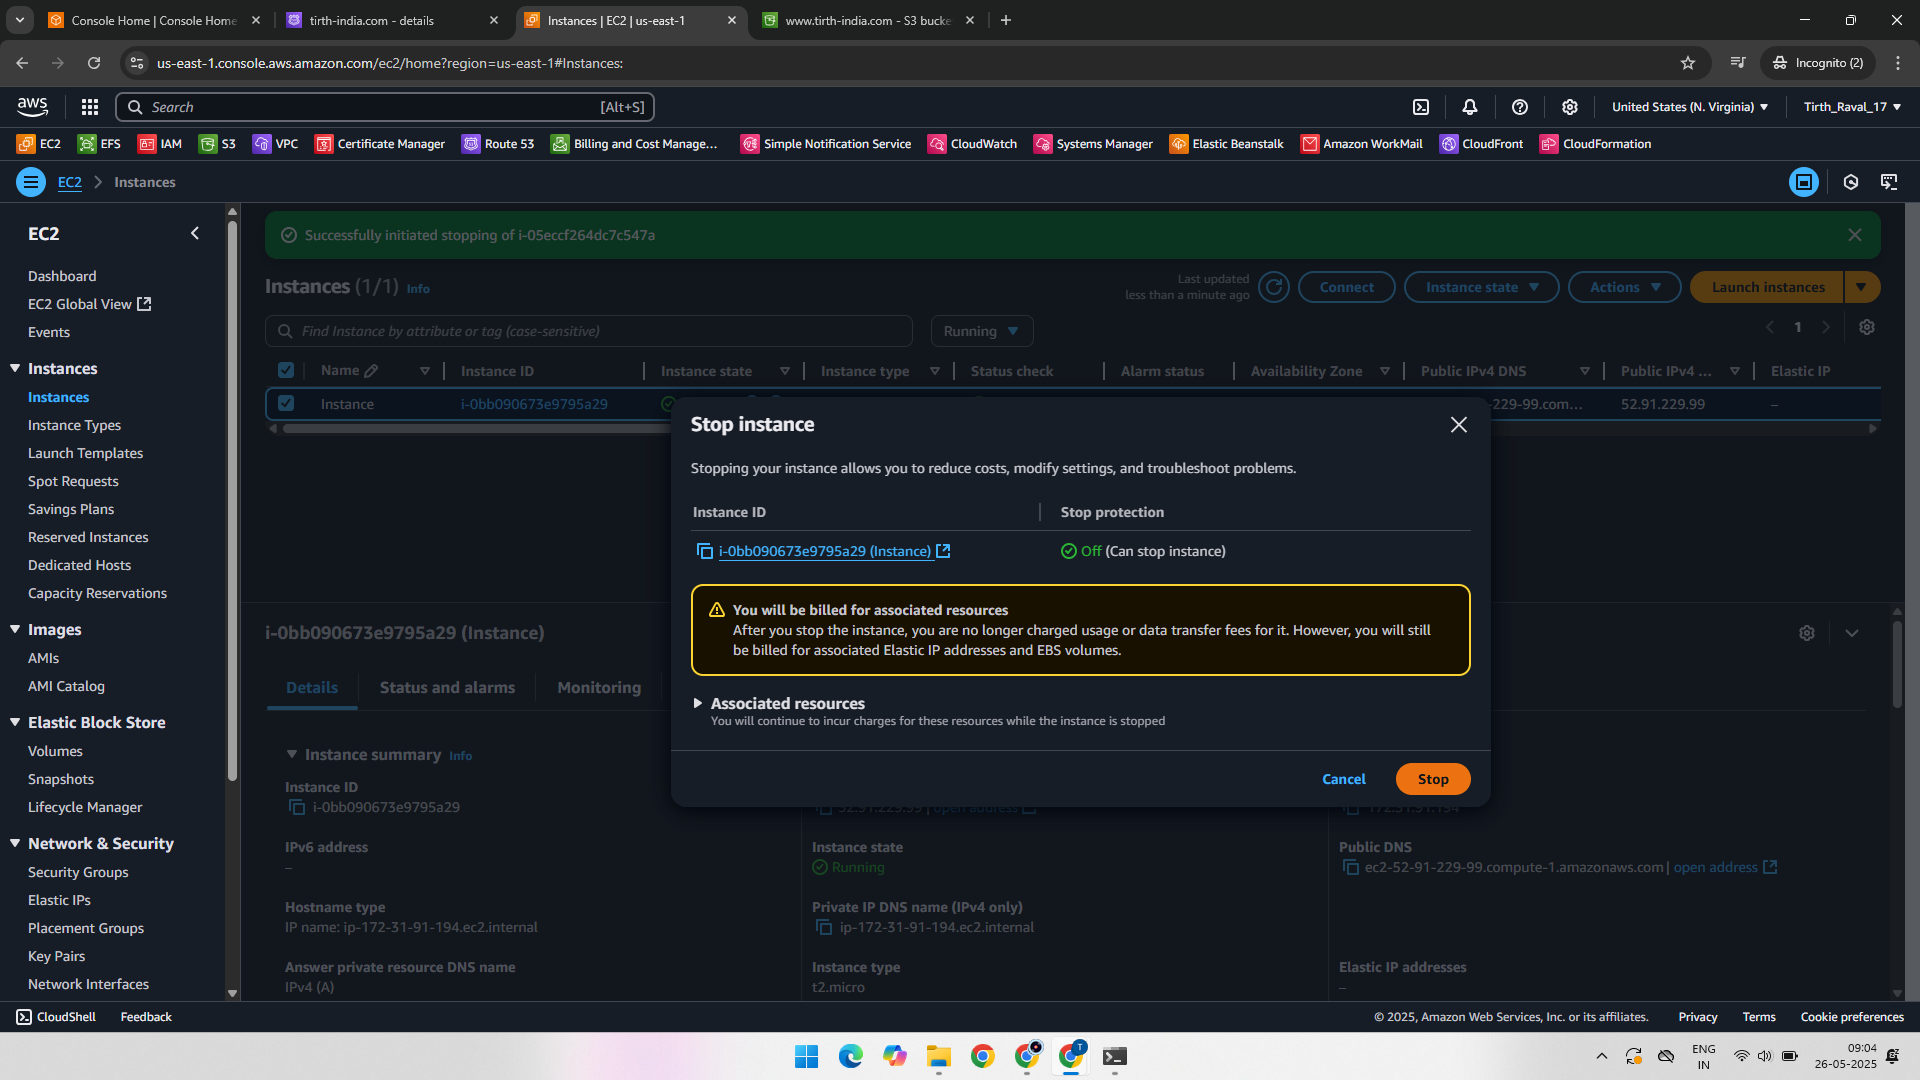 Console Home | Console Home
tirth-india.com - details
Instances | EC2 | us-east-1
www.tirth-india.com - S3 bucke
us-east-1.console.aws.amazon.com/ec2/home?region=us-east-1#Instances:
Incognito (2)
aws
Search
[Alt+S]
United States (N. Virginia)
Tirth_Raval_17
EC2
EFS
IAM
S3
VPC
Certificate Manager
Route 53
Billing and Cost Manage...
Simple Notification Service
CloudWatch
Systems Manager
Elastic Beanstalk
Amazon WorkMail
CloudFront
CloudFormation
EC2
Instances
EC2
Dashboard
EC2 Global View
Events
Instances
Instances
Instance Types
Launch Templates
Spot Requests
Savings Plans
Reserved Instances
Dedicated Hosts
Capacity Reservations
Images
AMIs
AMI Catalog
Elastic Block Store
Volumes
Snapshots
Lifecycle Manager
Network & Security
Security Groups
Elastic IPs
Placement Groups
Key Pairs
Network Interfaces
Successfully initiated stopping of i-05eccf264dc7c547a
Instances (1/1) Info
Last updated
less than a minute ago
Connect
Instance state
Actions
Launch instances
Find Instance by attribute or tag (case-sensitive)
Running
1
Name
Instance ID
Instance state
Instance type
Status check
Alarm status
Availability Zone
Public IPv4 DNS
Public IPv4 ...
Elastic IP
Instance
i-0bb090673e9795a29
-229-99.com...
52.91.229.99
–
Stop instance
Stopping your instance allows you to reduce costs, modify settings, and troubleshoot problems.
Instance ID
Stop protection
i-0bb090673e9795a29 (Instance)
Off (Can stop instance)
You will be billed for associated resources
After you stop the instance, you are no longer charged usage or data transfer fees for it. However, you will still
be billed for associated Elastic IP addresses and EBS volumes.
Associated resources
You will continue to incur charges for these resources while the instance is stopped
Cancel
Stop
i-0bb090673e9795a29 (Instance)
Details
Status and alarms
Monitoring
Instance summary Info
Instance ID
i-0bb090673e9795a29
52.91.229.99 | open address
172.31.91.194
IPv6 address
–
Instance state
Running
Public DNS
ec2-52-91-229-99.compute-1.amazonaws.com | open address
Hostname type
IP name: ip-172-31-91-194.ec2.internal
Private IP DNS name (IPv4 only)
ip-172-31-91-194.ec2.internal
Answer private resource DNS name
IPv4 (A)
Instance type
t2.micro
Elastic IP addresses
–
CloudShell
Feedback
© 2025, Amazon Web Services, Inc. or its affiliates.
Privacy
Terms
Cookie preferences
ENG
IN
09:04
26-05-2025